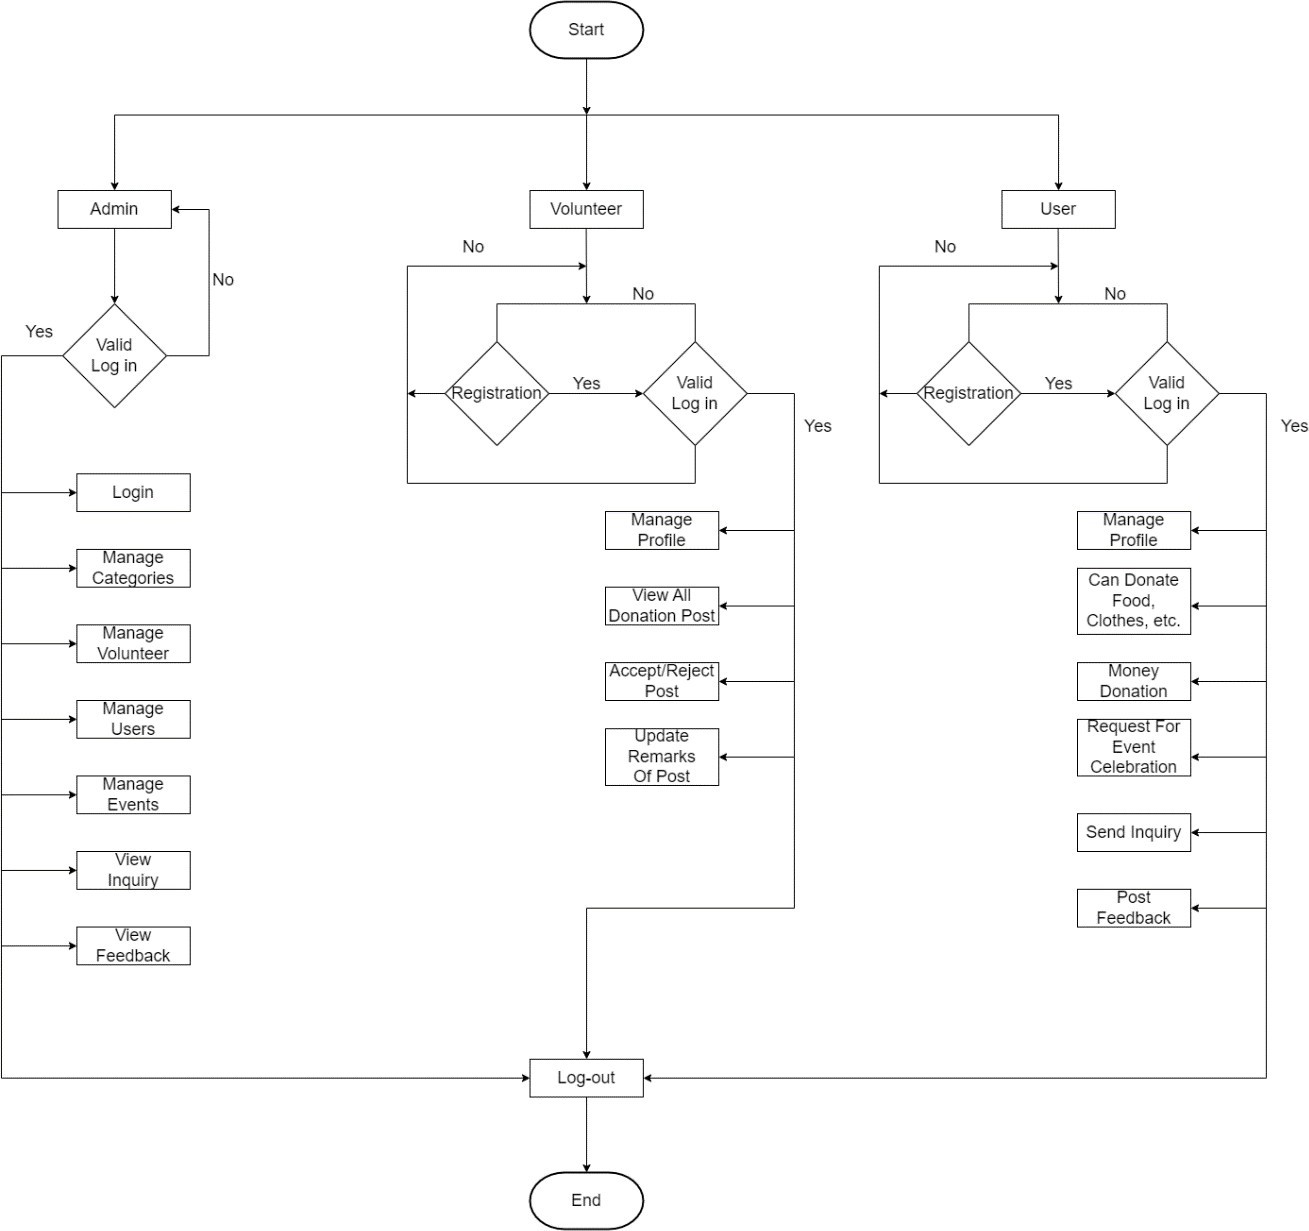 Start
Admin
Volunteer
User
No
Yes
Valid
Log in
No
No
Registration
Yes
Valid
Log in
Yes
No
No
Registration
Yes
Valid
Log in
Yes
Login
Manage
Categories
Manage
Volunteer
Manage
Users
Manage
Events
View
Inquiry
View
Feedback
Manage
Profile
View All
Donation Post
Accept/Reject
Post
Update
Remarks
Of Post
Manage
Profile
Can Donate
Food,
Clothes, etc.
Money
Donation
Request For
Event
Celebration
Send Inquiry
Post
Feedback
Log-out
End